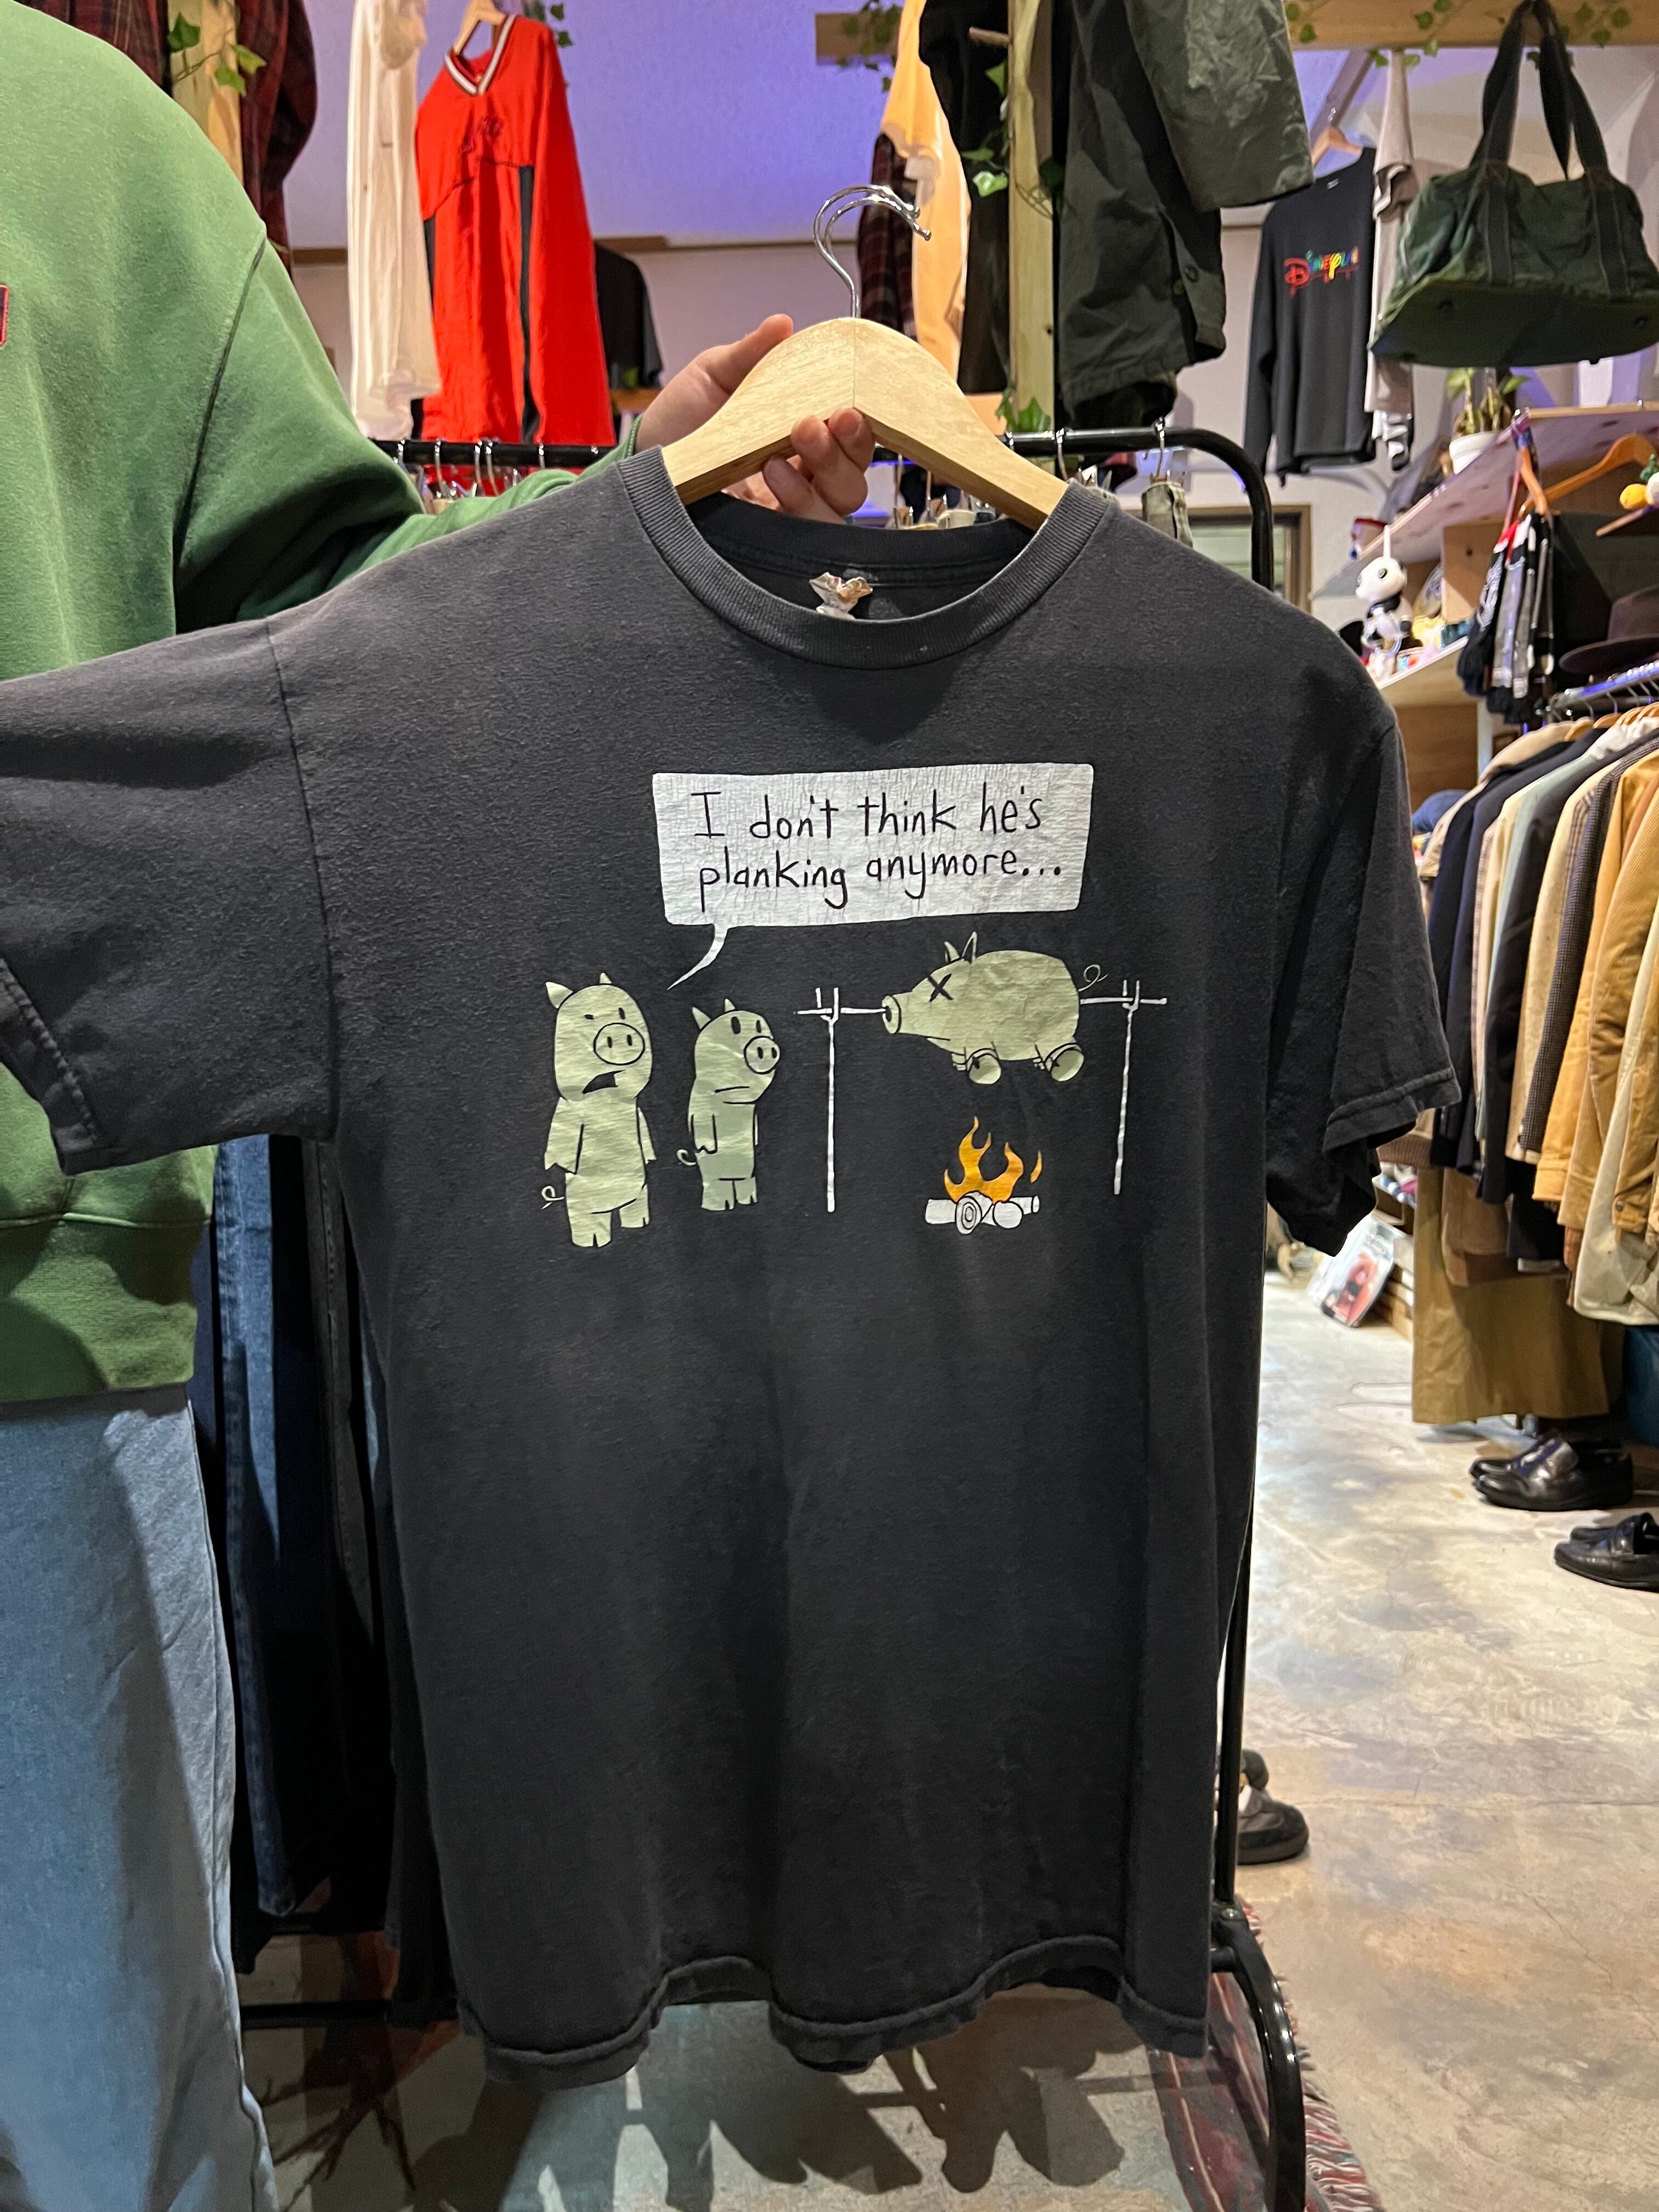 I don't think he's
planking anymore...